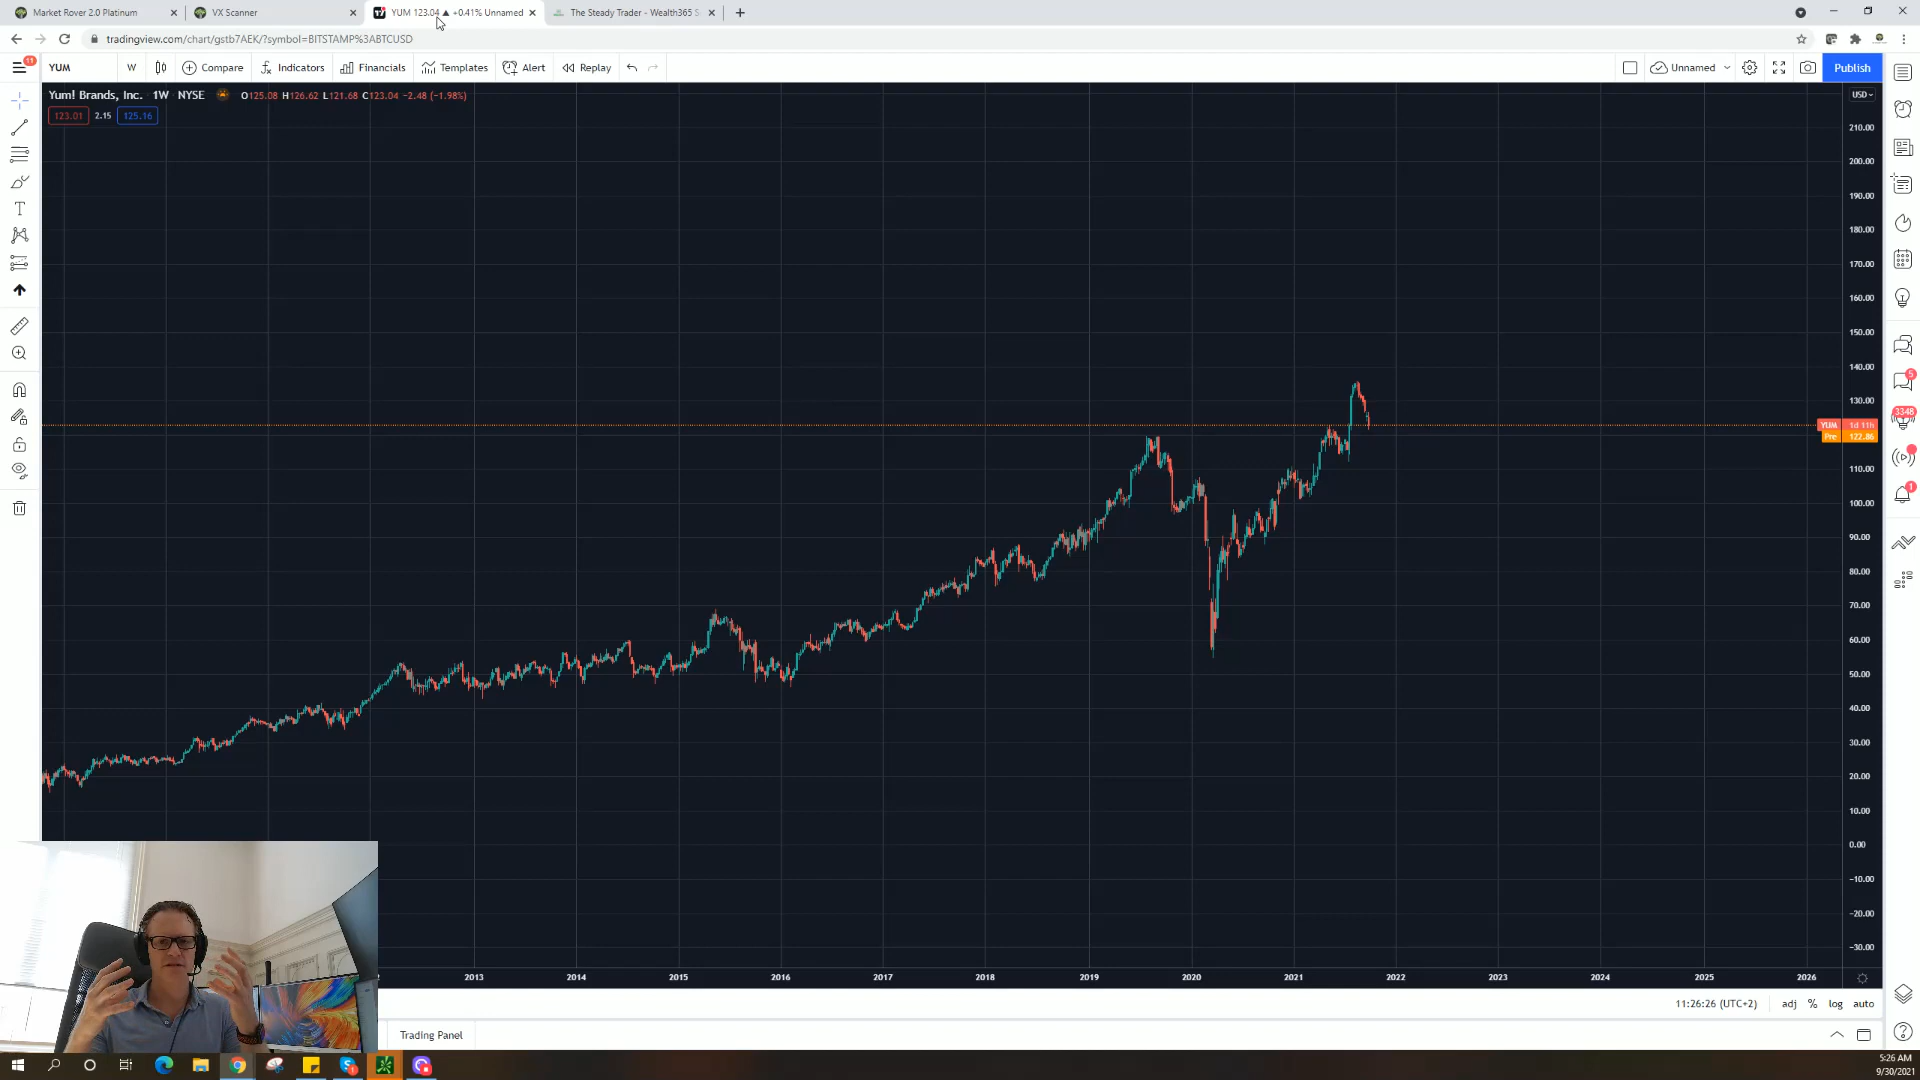 Market Rover 2.0 Platinum
VX Scanner
YUM 123.04 ▲ +0.41% Unnamed
The Steady Trader - Wealth365 S
tradingview.com/chart/gstb7AEK/?symbol=BITSTAMP%3ABTCUSD
11
YUM
W
Compare
Indicators
Financials
Templates
Alert
Replay
Unnamed
Publish
Yum! Brands, Inc. 1W NYSE O125.08 H126.62 L121.68 C123.04 −2.48 (−1.98%)
123.01 2.15 125.16
USD
210.00
200.00
190.00
180.00
170.00
160.00
150.00
140.00
130.00
YUM 1d 11h
Pre 122.86
110.00
100.00
90.00
80.00
70.00
60.00
50.00
40.00
30.00
20.00
10.00
0.00
−10.00
−20.00
−30.00
5
3348
1
2013 2014 2015 2016 2017 2018 2019 2020 2021 2022 2023 2024 2025 2026
11:26:26 (UTC+2) adj % log auto
Trading Panel
5:26 AM
9/30/2021